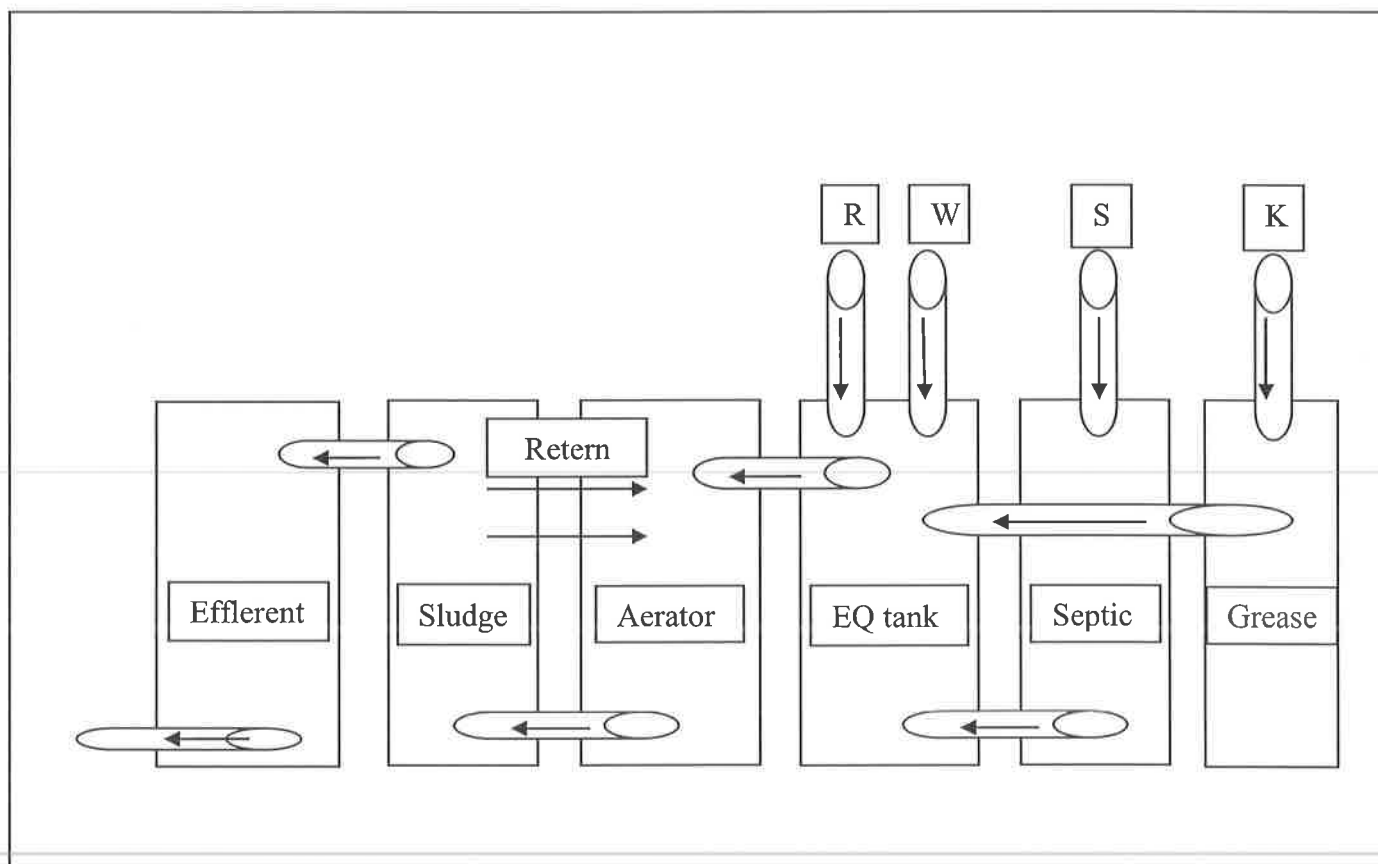 R
W
S
K
Retern
Efflerent
Sludge
Aerator
EQ tank
Septic
Grease